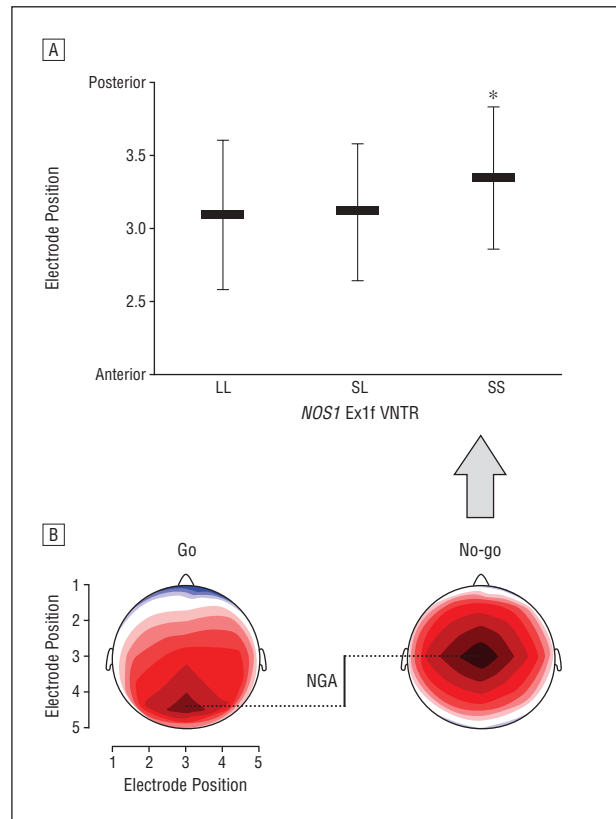 A
Posterior
*
3.5
Electrode Position
3.0
2.5
Anterior
LL SL SS
NOS1 Ex1f VNTR
B
Go No-go
1
2
Electrode Position
3
NGA
4
5
1 2 3 4 5
Electrode Position